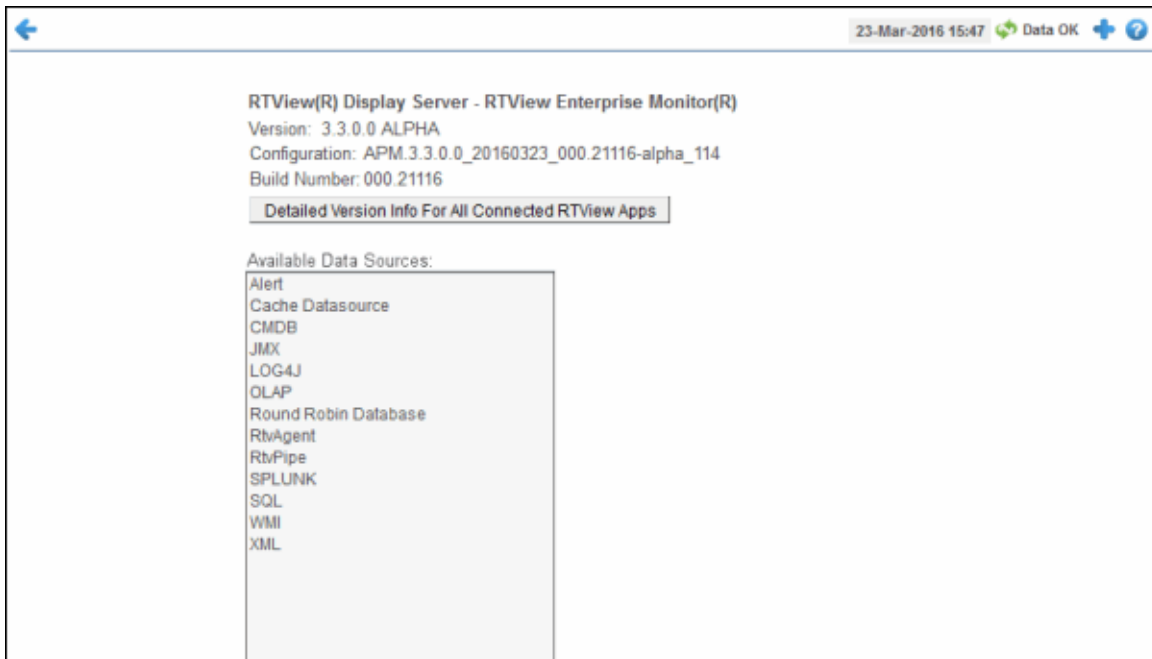 23-Mar-2016 15:47 Data OK
RTView(R) Display Server - RTView Enterprise Monitor(R)
Version: 3.3.0.0 ALPHA
Configuration: APM.3.3.0.0_20160323_000.21116-alpha_114
Build Number: 000.21116
Detailed Version Info For All Connected RTView Apps
Available Data Sources:
Alert
Cache Datasource
CMDB
JMX
LOG4J
OLAP
Round Robin Database
RtvAgent
RtvPipe
SPLUNK
SQL
WMI
XML